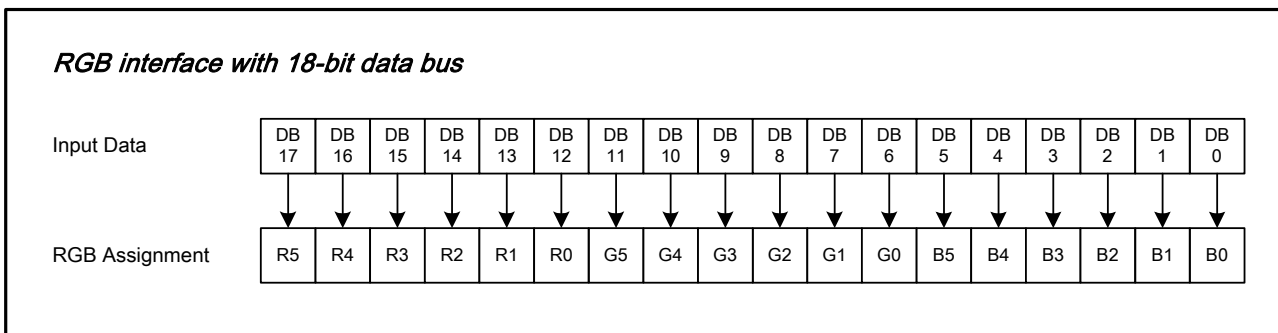 RGB interface with 18-bit data bus
Input Data
DB 17 DB 16 DB 15 DB 14 DB 13 DB 12 DB 11 DB 10 DB 9 DB 8 DB 7 DB 6 DB 5 DB 4 DB 3 DB 2 DB 1 DB 0
RGB Assignment
R5 R4 R3 R2 R1 R0 G5 G4 G3 G2 G1 G0 B5 B4 B3 B2 B1 B0